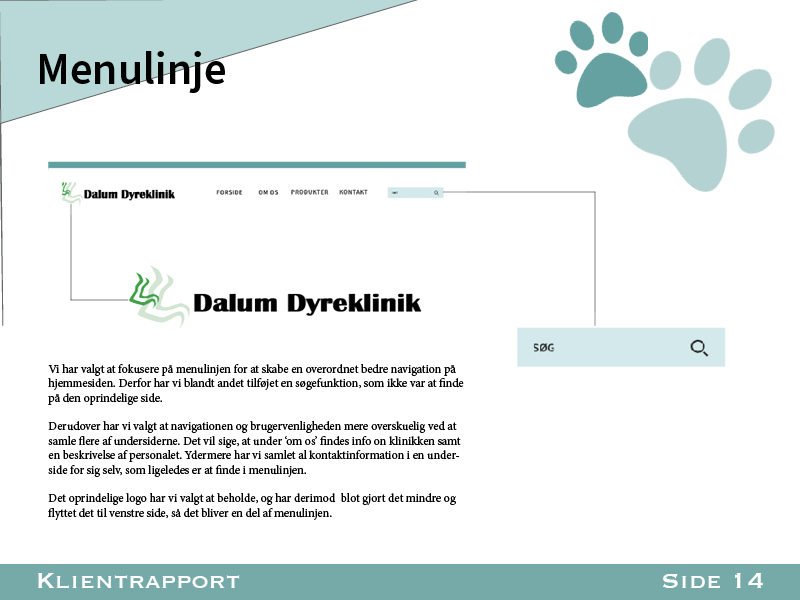 Menulinje
Dalum Dyreklinik
FORSIDE OM OS PRODUKTER KONTAKT
Dalum Dyreklinik
SØG
Vi har valgt at fokusere på menulinjen for at skabe en overordnet bedre navigation på
hjemmesiden. Derfor har vi blandt andet tilføjet en søgefunktion, som ikke var at finde
på den oprindelige side.
Derudover har vi valgt at navigationen og brugervenligheden mere overskuelig ved at
samle flere af undersiderne. Det vil sige, at under ‘om os’ findes info on klinikken samt
en beskrivelse af personalet. Ydermere har vi samlet al kontaktinformation i en under-
side for sig selv, som ligeledes er at finde i menulinjen.
Det oprindelige logo har vi valgt at beholde, og har derimod  blot gjort det mindre og
flyttet det til venstre side, så det bliver en del af menulinjen.
Klientrapport
Side 14